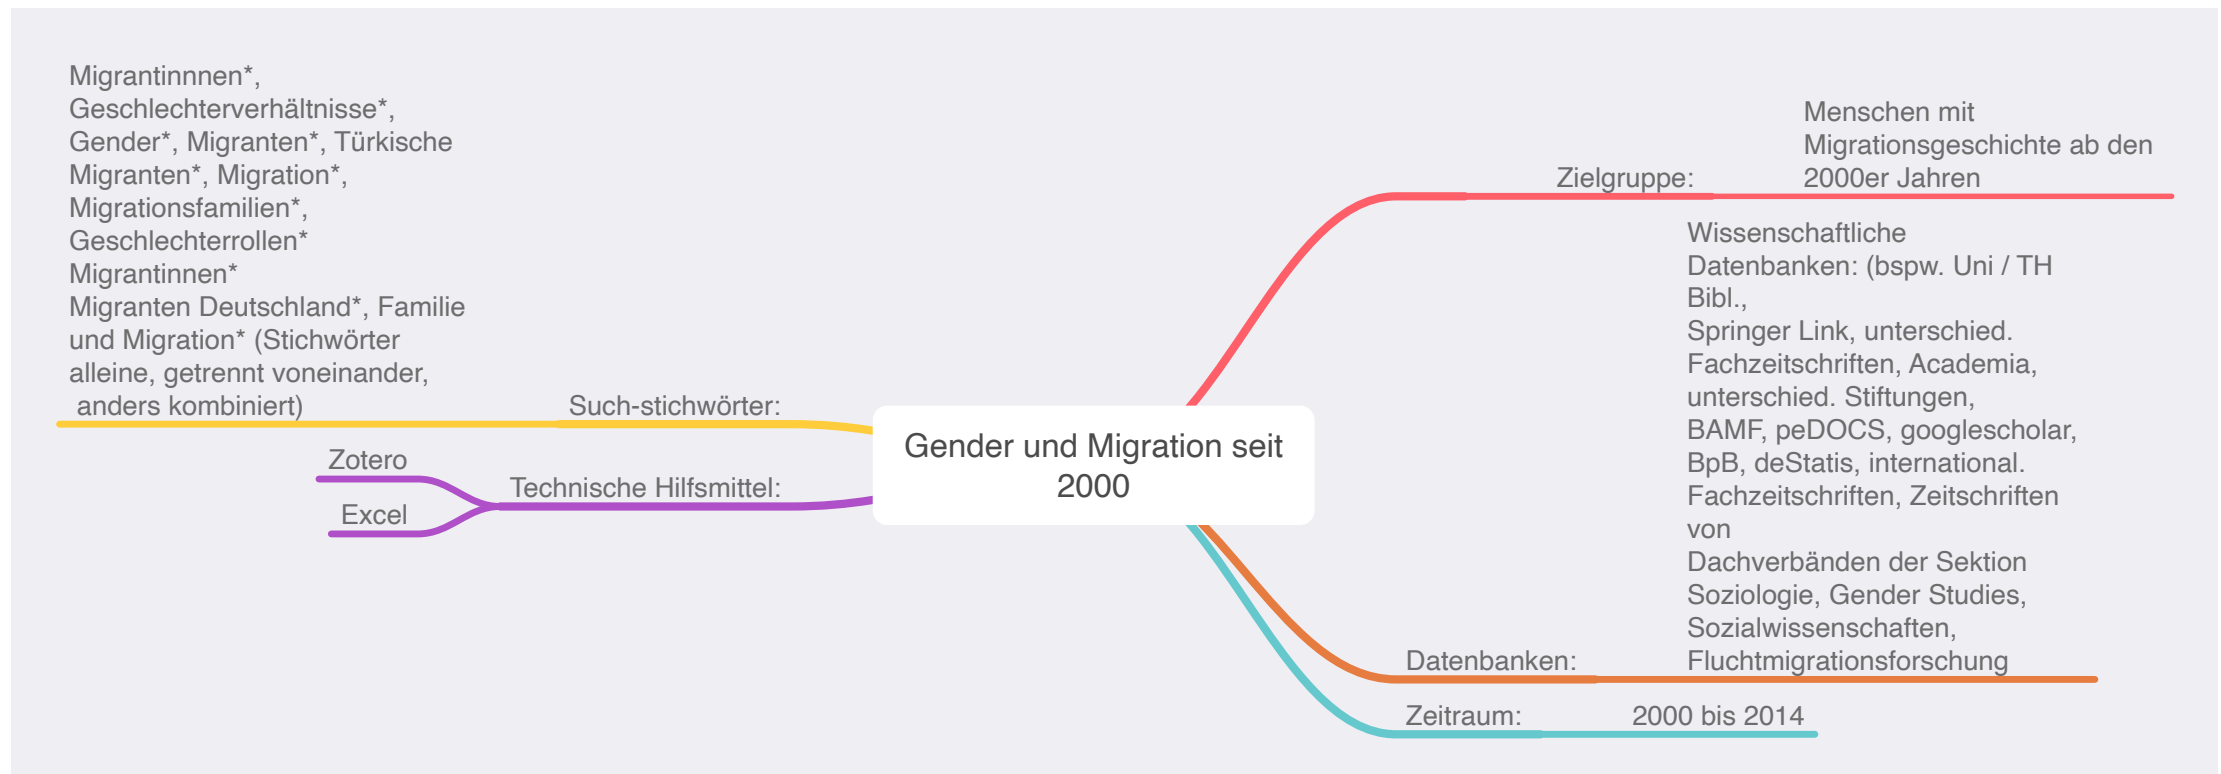 Migrantinnnen*,
Geschlechterverhältnisse*,
Gender*, Migranten*, Türkische
Migranten*, Migration*,
Migrationsfamilien*,
Geschlechterrollen*
Migrantinnen*
Migranten Deutschland*, Familie
und Migration* (Stichwörter
alleine, getrennt voneinander,
anders kombiniert)
Such-stichwörter:
Zotero
Excel
Technische Hilfsmittel:
Gender und Migration seit
2000
Zielgruppe:
Menschen mit
Migrationsgeschichte ab den
2000er Jahren
Datenbanken:
Wissenschaftliche
Datenbanken: (bspw. Uni / TH
Bibl.,
Springer Link, unterschied.
Fachzeitschriften, Academia,
unterschied. Stiftungen,
BAMF, peDOCS, googlescholar,
BpB, deStatis, international.
Fachzeitschriften, Zeitschriften
von
Dachverbänden der Sektion
Soziologie, Gender Studies,
Sozialwissenschaften,
Fluchtmigrationsforschung
Zeitraum:
2000 bis 2014